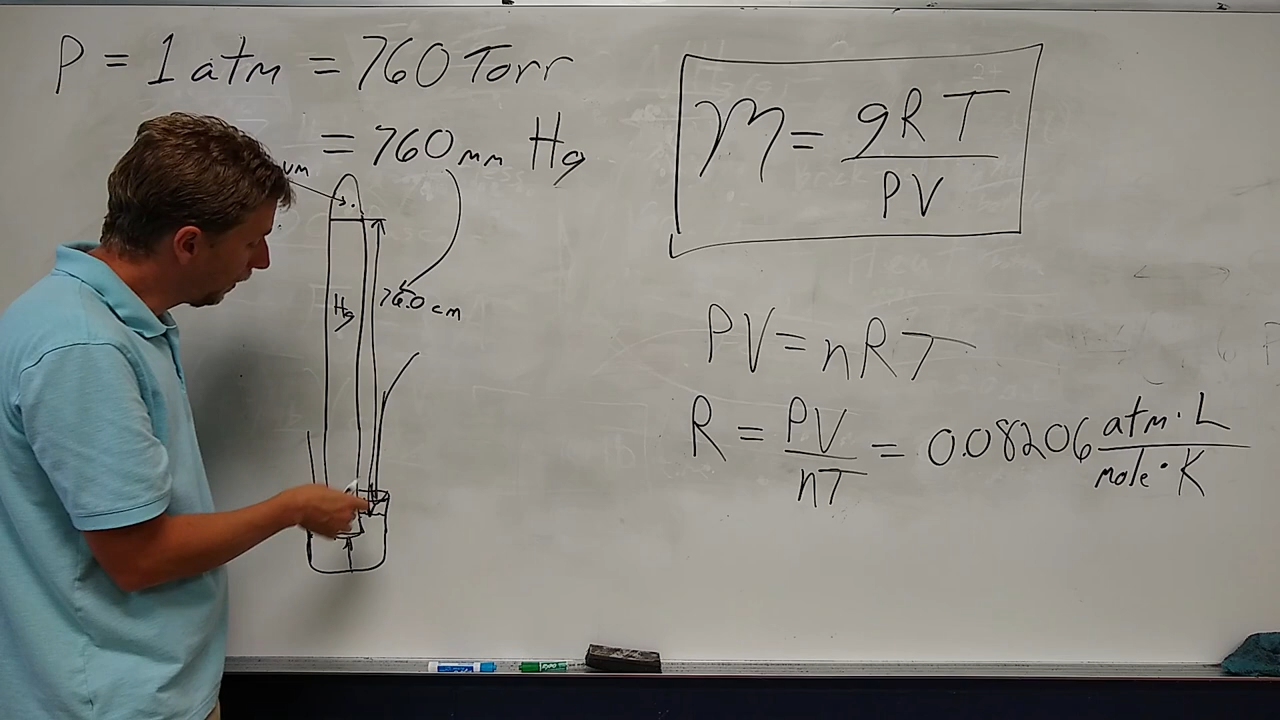 P = 1 atm = 760 Torr
= 760 mm Hg
Hg
76.0 cm
M = gRT / PV
PV = nRT
R = PV / nT = 0.08206 atm · L / mole · K